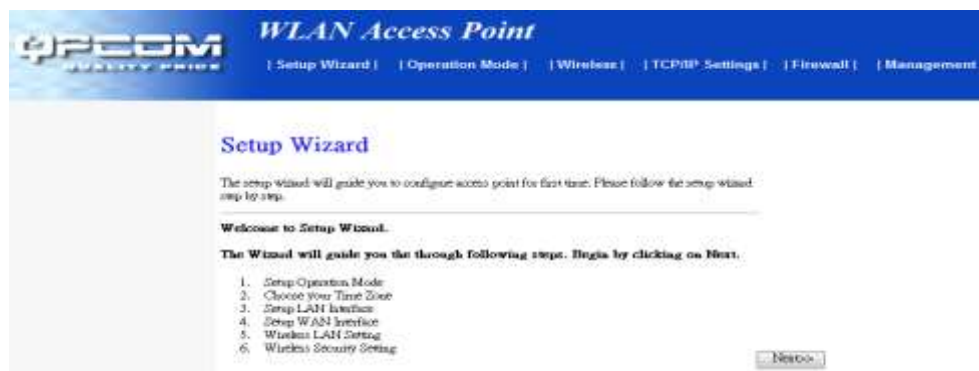 QPCOM
QUALITY PRICE
WLAN Access Point
| Setup Wizard | | Operation Mode | | Wireless | | TCP/IP Settings | | Firewall | | Management
Setup Wizard
The setup wizard will guide you to configure access point for first time. Please follow the setup wizard
step by step.
Welcome to Setup Wizard.
The Wizard will guide you the through following steps. Begin by clicking on Next.
1. Setup Operation Mode
2. Choose your Time Zone
3. Setup LAN Interface
4. Setup WAN Interface
5. Wireless LAN Setting
6. Wireless Security Setting
Next>>